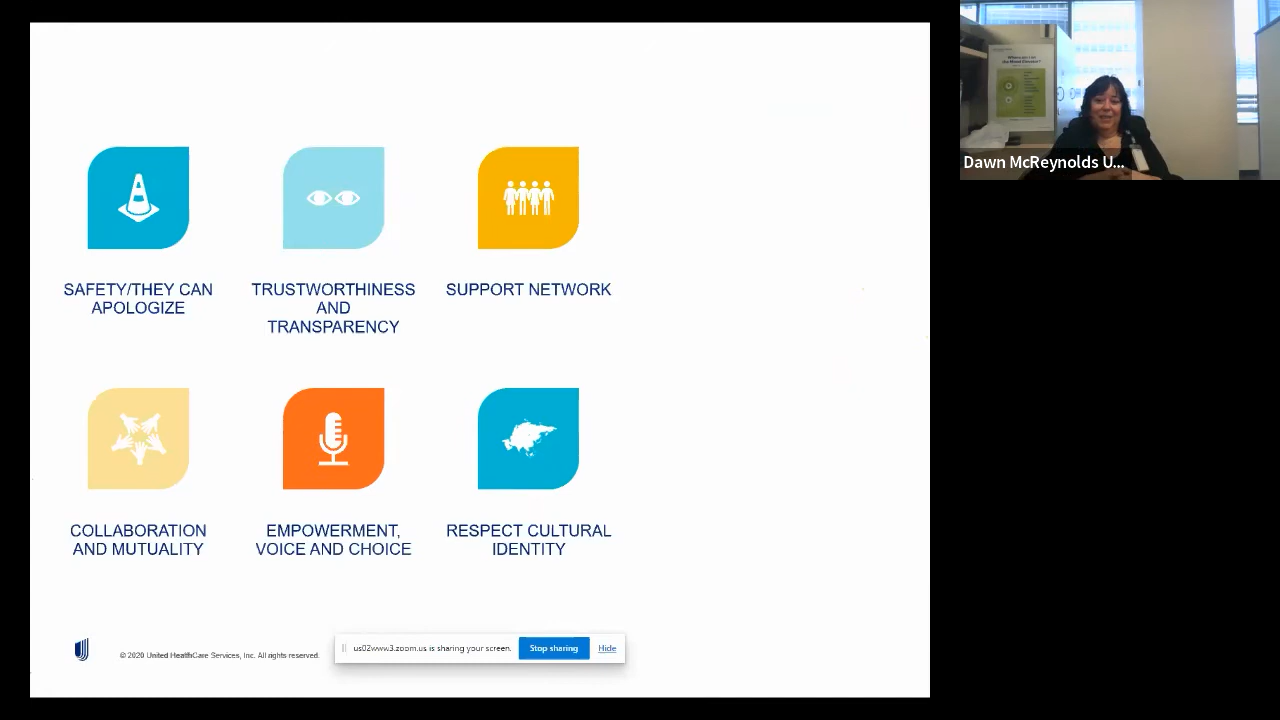 SAFETY/THEY CAN
APOLOGIZE
TRUSTWORTHINESS
AND
TRANSPARENCY
SUPPORT NETWORK
COLLABORATION
AND MUTUALITY
EMPOWERMENT,
VOICE AND CHOICE
RESPECT CULTURAL
IDENTITY
© 2020 United HealthCare Services, Inc. All rights reserved.
us02www3.zoom.us is sharing your screen.
Stop sharing
Hide
Dawn McReynolds U...